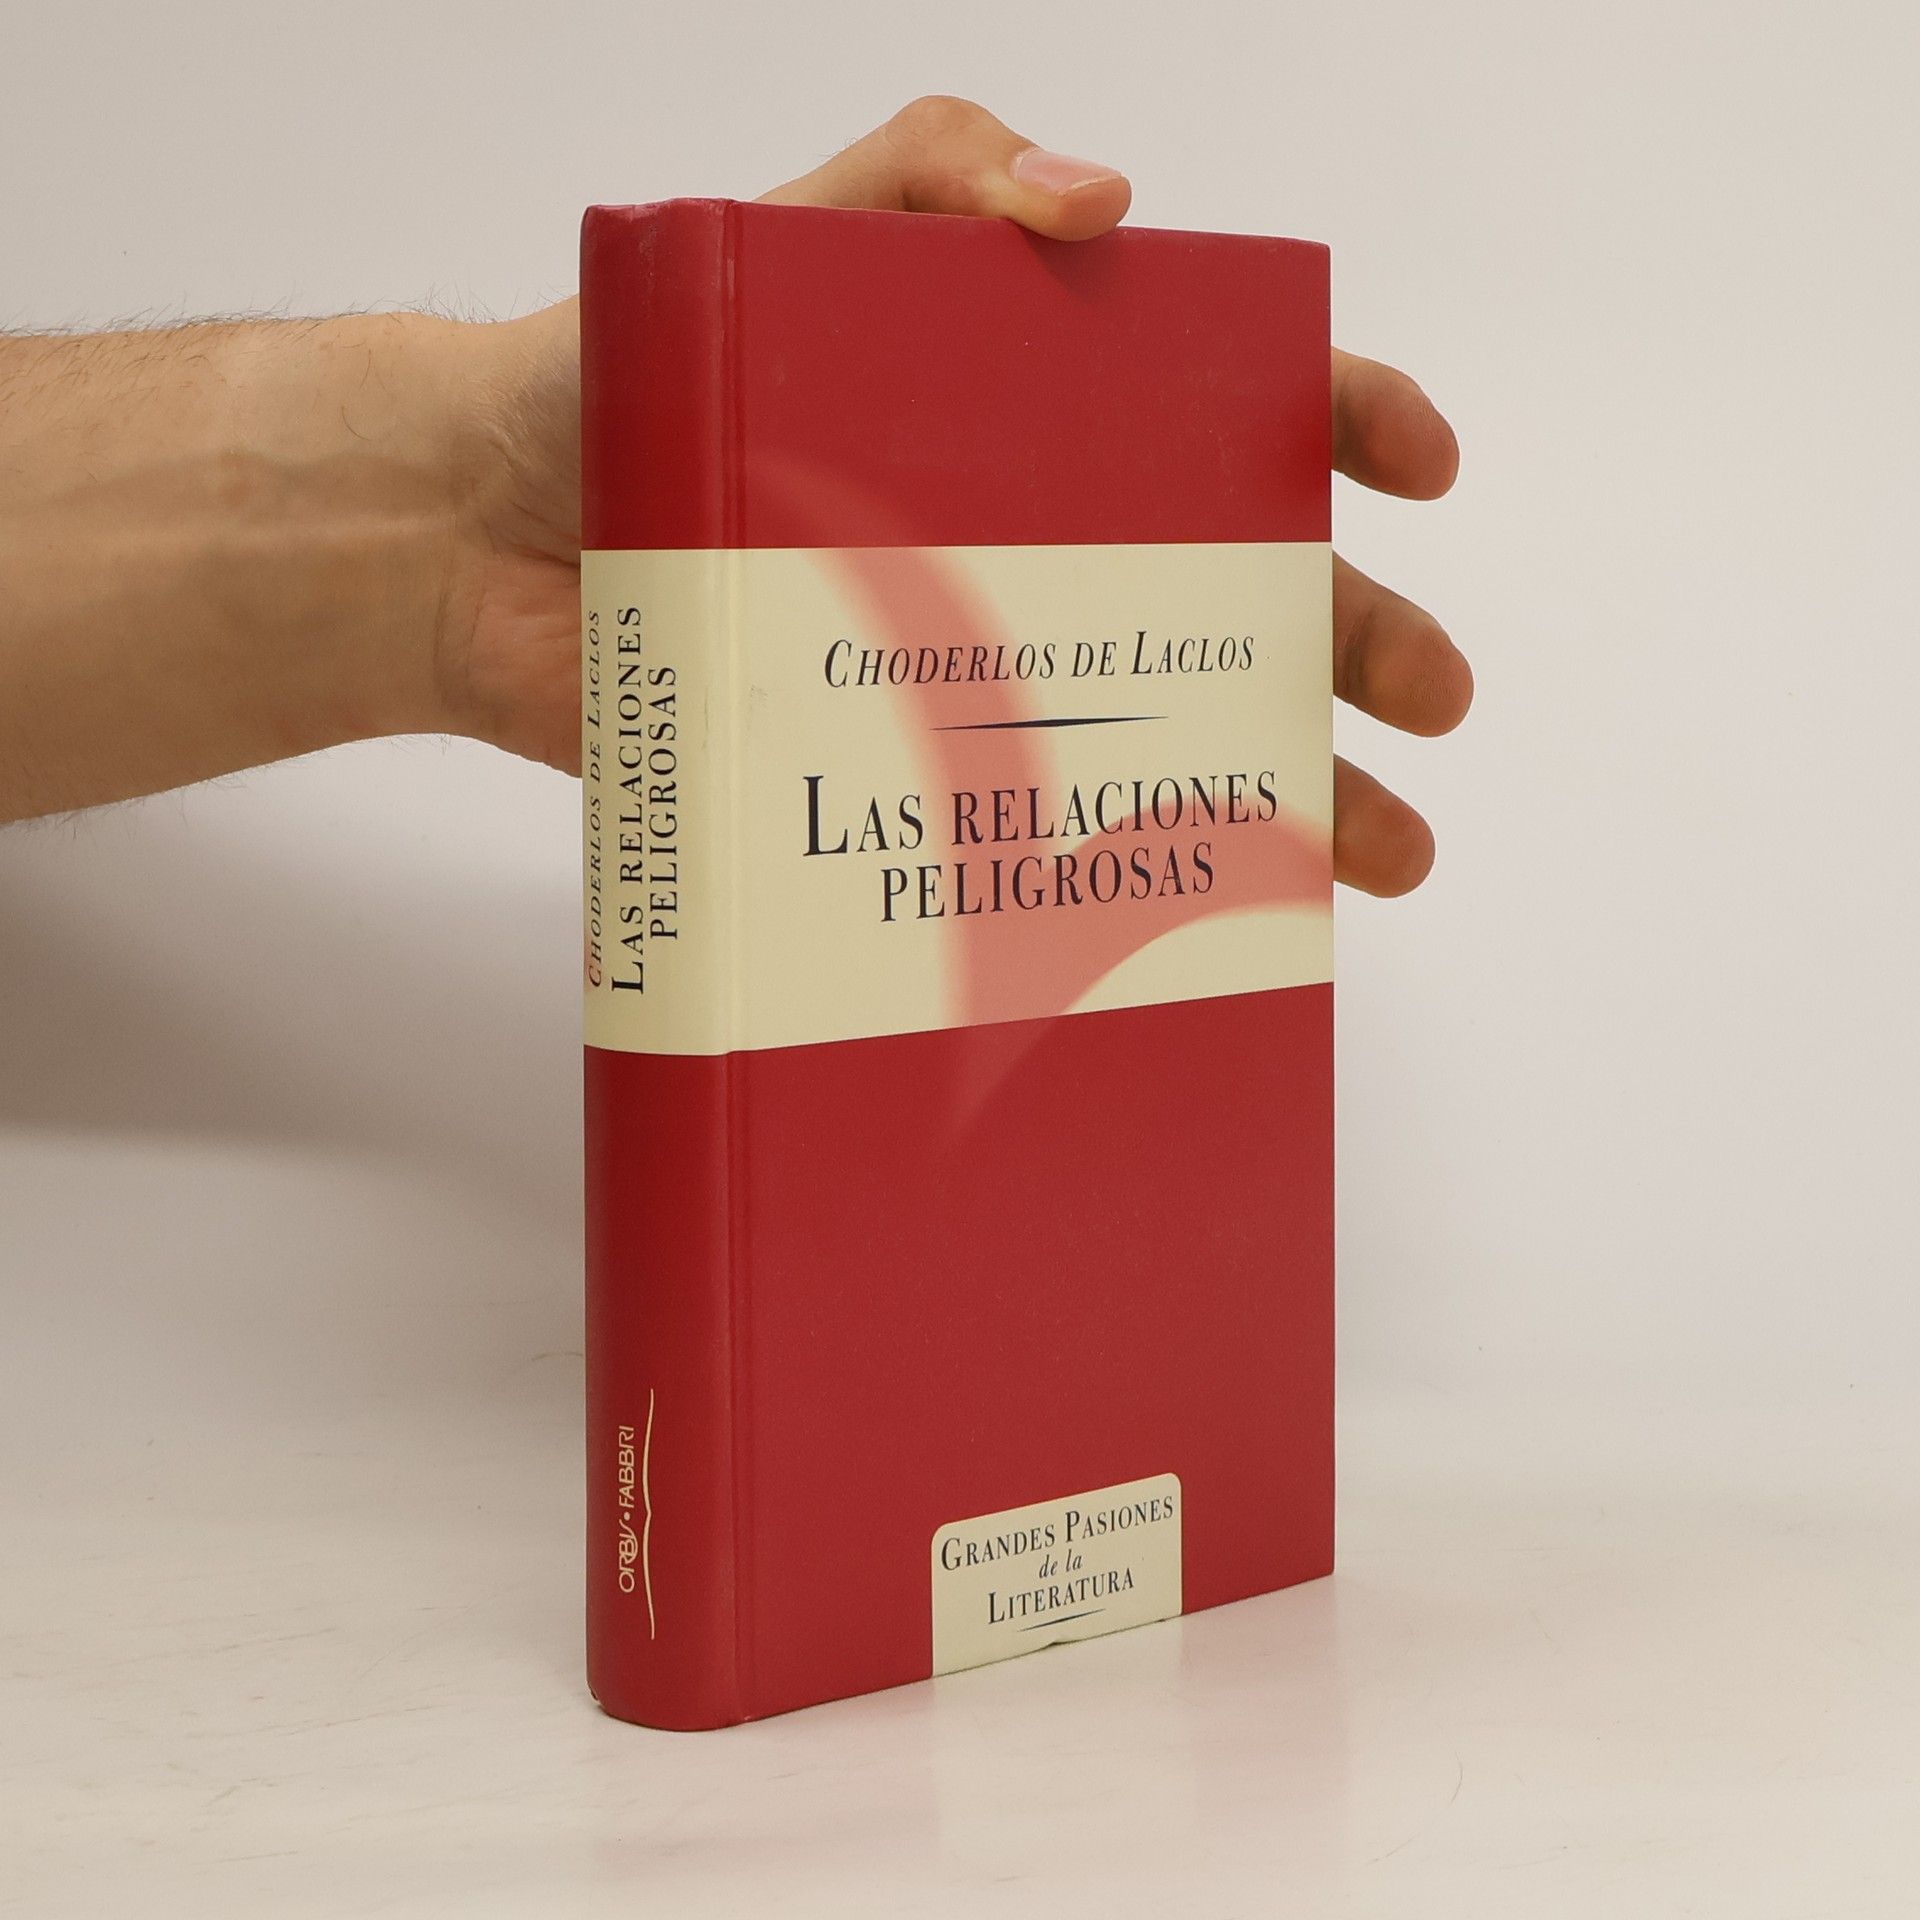 CHODERLOS DE LACLOS
LAS RELACIONES
PELIGROSAS
ORBIS • FABBRI
CHODERLOS DE LACLOS
LAS RELACIONES
PELIGROSAS
GRANDES PASIONES
de la
LITERATURA